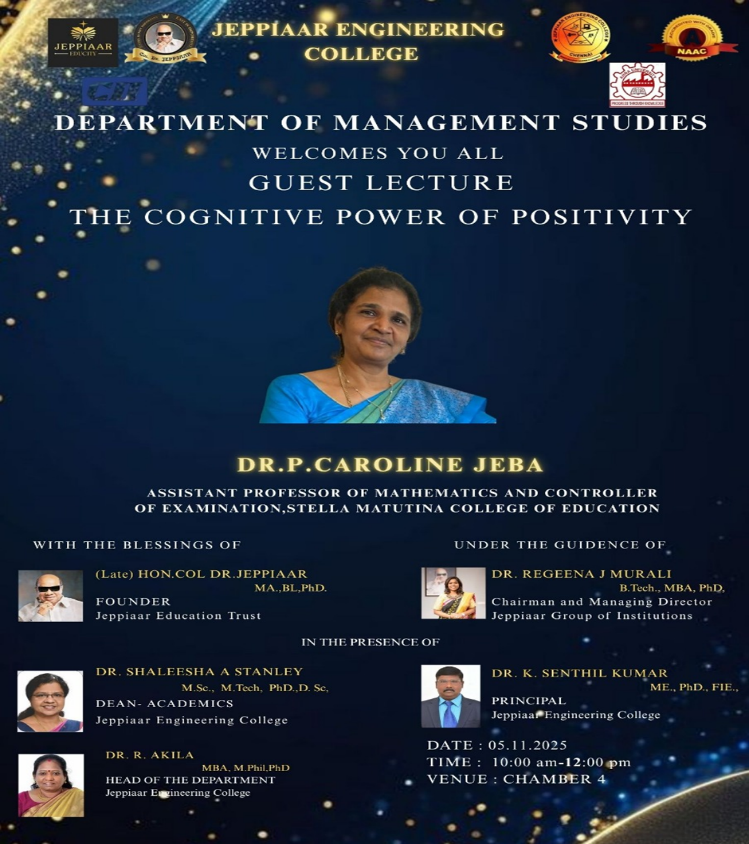 JEPPIAAR
EDUCITY
JEPPIAAR ENGINEERING
COLLEGE
NAAC
DEPARTMENT OF MANAGEMENT STUDIES
WELCOMES YOU ALL
GUEST LECTURE
THE COGNITIVE POWER OF POSITIVITY
DR.P.CAROLINE JEBA
ASSISTANT PROFESSOR OF MATHEMATICS AND CONTROLLER
OF EXAMINATION,STELLA MATUTINA COLLEGE OF EDUCATION
WITH THE BLESSINGS OF
(Late) HON.COL DR.JEPPIAAR
MA.,BL,PhD.
FOUNDER
Jeppiaar Education Trust
UNDER THE GUIDENCE OF
DR. REGEENA J MURALI
B.Tech., MBA, PhD,
Chairman and Managing Director
Jeppiaar Group of Institutions
IN THE PRESENCE OF
DR. SHALEESHA A STANLEY
M.Sc., M.Tech, PhD.,D. Sc,
DEAN- ACADEMICS
Jeppiaar Engineering College
DR. K. SENTHIL KUMAR
ME., PhD., FIE.,
PRINCIPAL
Jeppiaar Engineering College
DR. R. AKILA
MBA, M.Phil,PhD
HEAD OF THE DEPARTMENT
Jeppiaar Engineering College
DATE : 05.11.2025
TIME : 10:00 am-12:00 pm
VENUE : CHAMBER 4